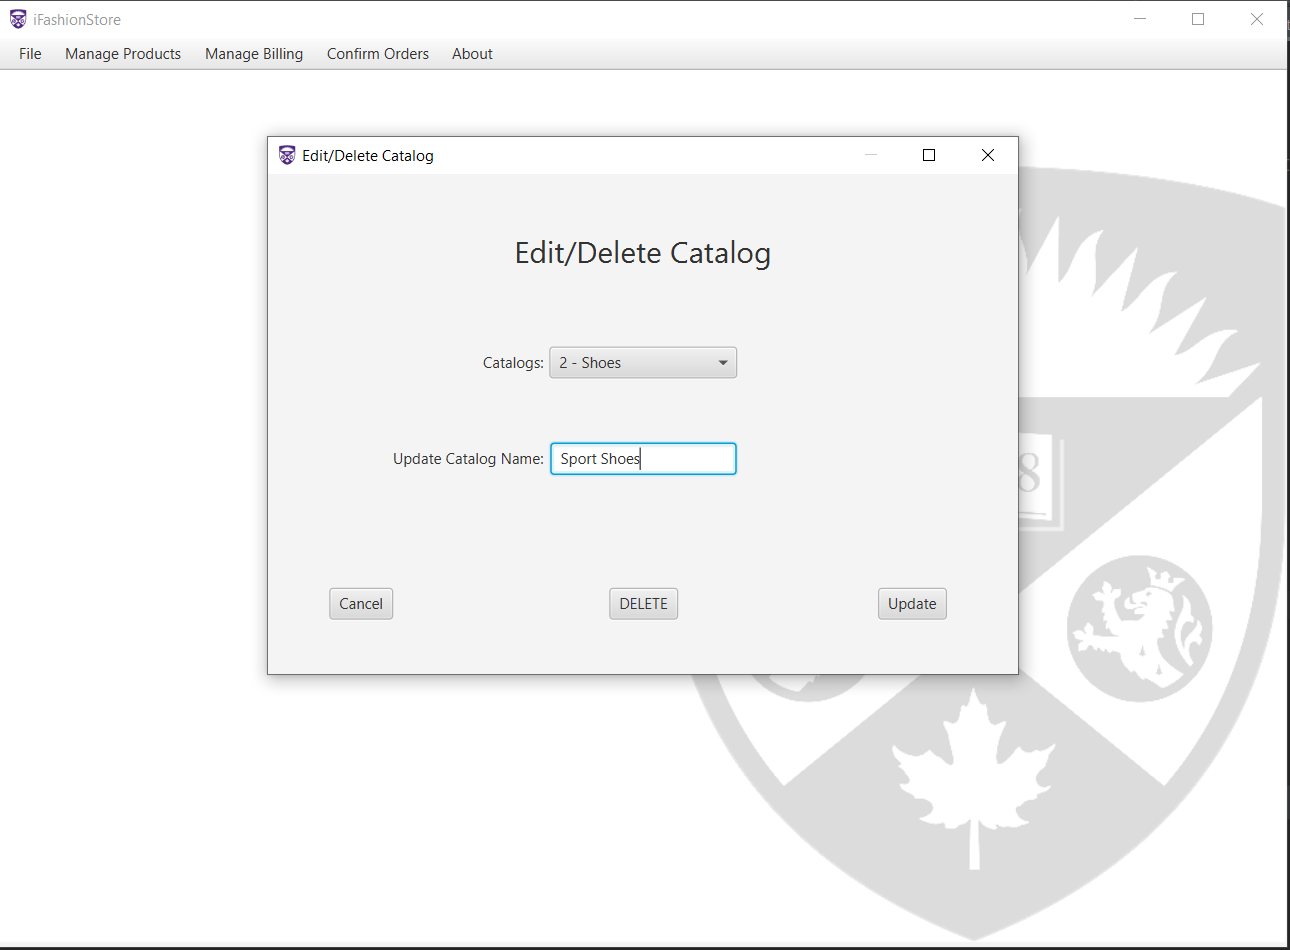 iFashionStore
File Manage Products Manage Billing Confirm Orders About
Edit/Delete Catalog
Edit/Delete Catalog
Catalogs: 2 - Shoes
Update Catalog Name: Sport Shoes
8
Cancel DELETE Update